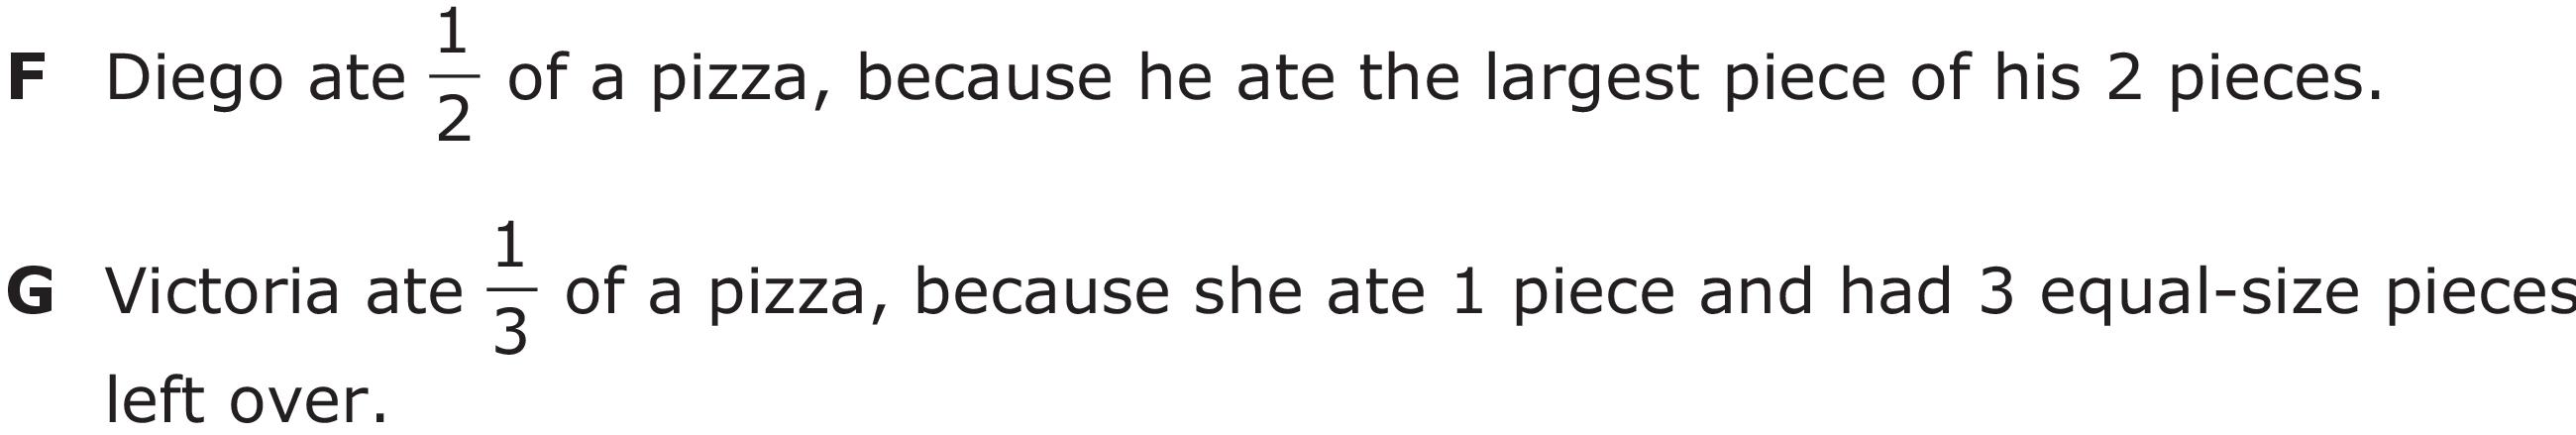 F Diego ate 1/2 of a pizza, because he ate the largest piece of his 2 pieces.
G Victoria ate 1/3 of a pizza, because she ate 1 piece and had 3 equal-size pieces
left over.